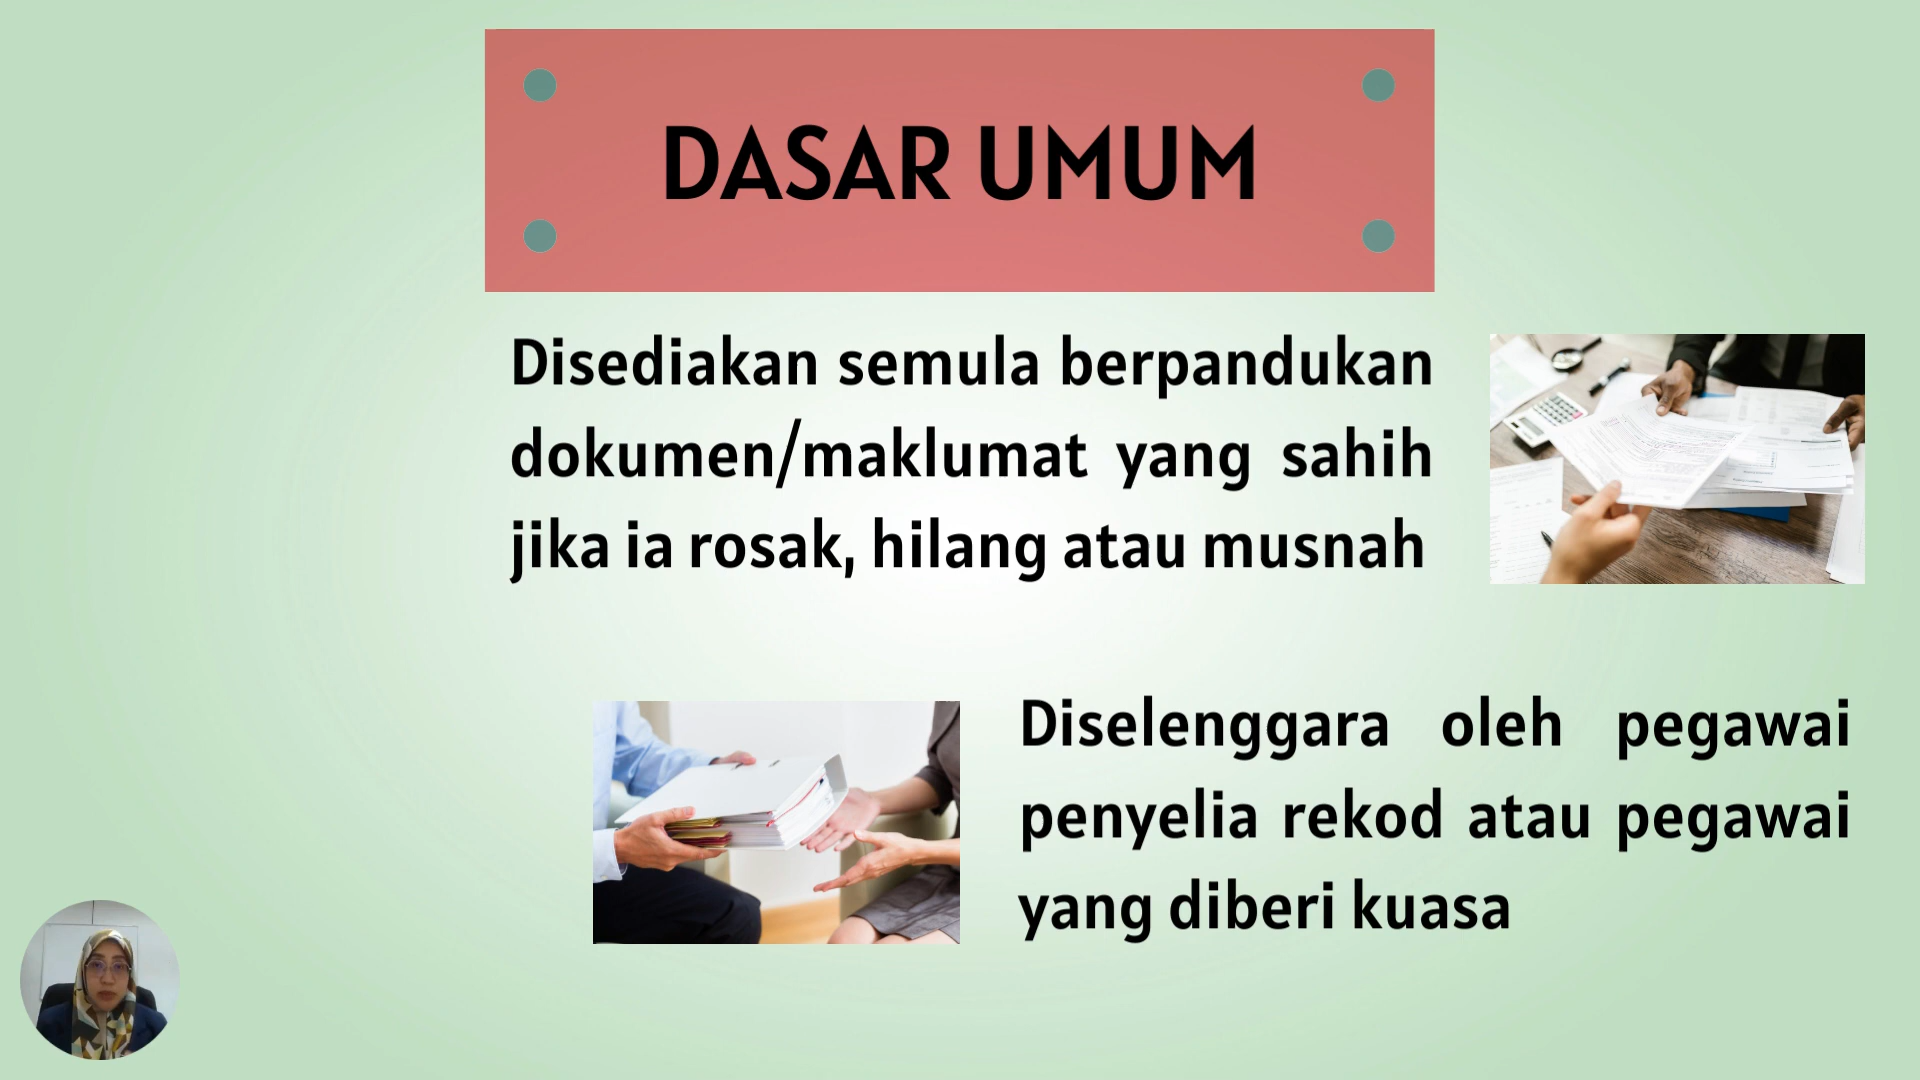 DASAR UMUM
Disediakan semula berpandukan
dokumen/maklumat yang sahih
jika ia rosak, hilang atau musnah
Diselenggara oleh pegawai
penyelia rekod atau pegawai
yang diberi kuasa